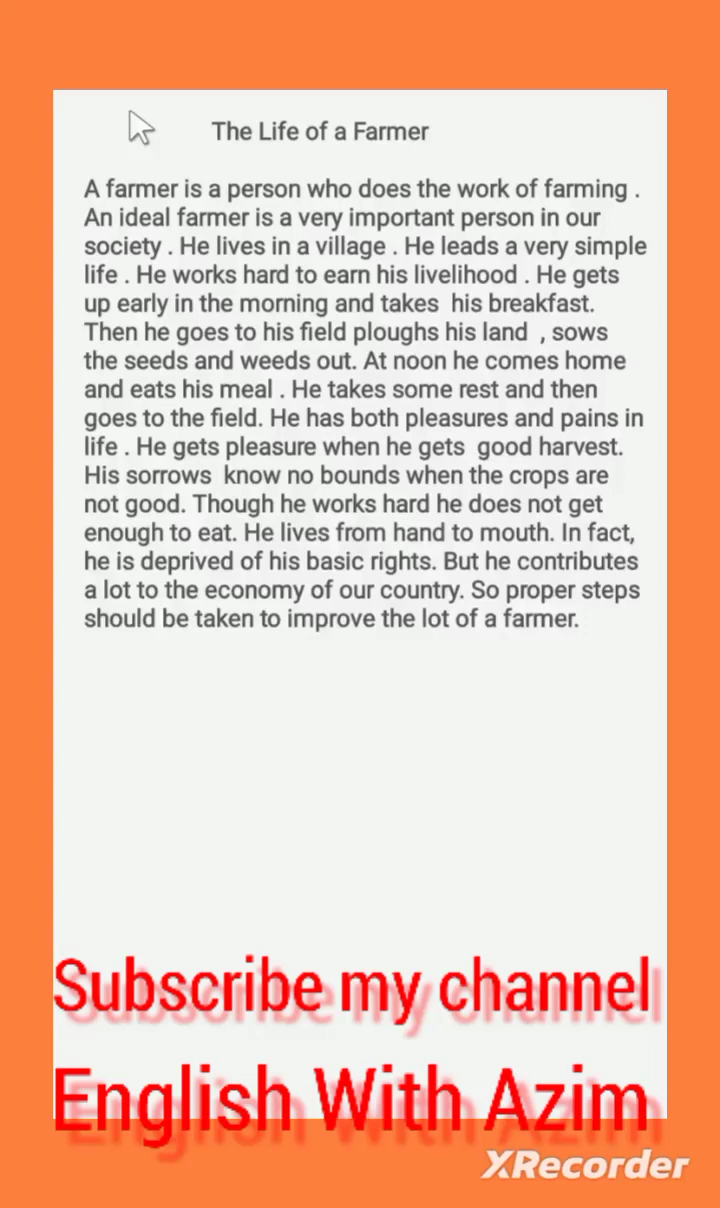 The Life of a Farmer
A farmer is a person who does the work of farming .
An ideal farmer is a very important person in our
society . He lives in a village . He leads a very simple
life . He works hard to earn his livelihood . He gets
up early in the morning and takes  his breakfast.
Then he goes to his field ploughs his land  , sows
the seeds and weeds out. At noon he comes home
and eats his meal . He takes some rest and then
goes to the field. He has both pleasures and pains in
life . He gets pleasure when he gets  good harvest.
His sorrows  know no bounds when the crops are
not good. Though he works hard he does not get
enough to eat. He lives from hand to mouth. In fact,
he is deprived of his basic rights. But he contributes
a lot to the economy of our country. So proper steps
should be taken to improve the lot of a farmer.
Subscribe my channel
English With Azim
XRecorder